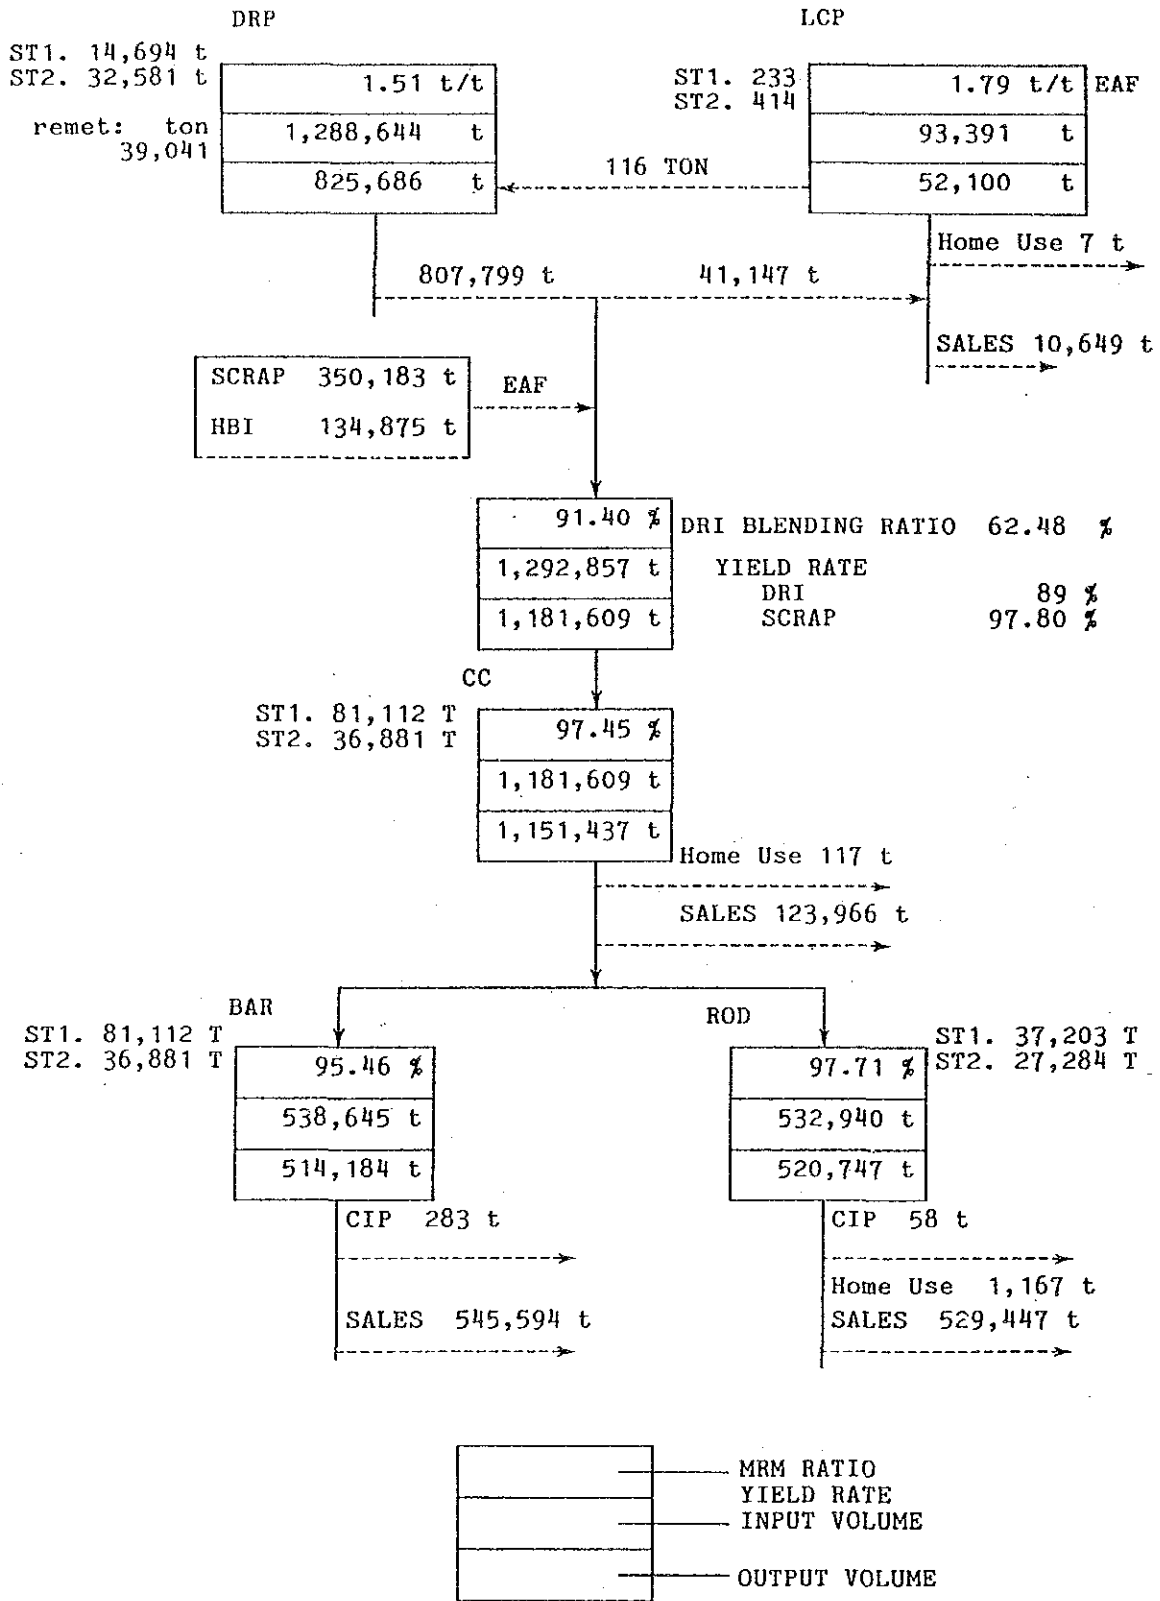 DRP
LCP
ST1. 14,694 t
ST2. 32,581 t
remet: ton
39,041
1.51 t/t
1,288,644 t
825,686 t
ST1. 233
ST2. 414
1.79 t/t
EAF
93,391 t
52,100 t
116 TON
Home Use 7 t
807,799 t
41,147 t
SALES 10,649 t
SCRAP 350,183 t
HBI 134,875 t
EAF
91.40 %
1,292,857 t
1,181,609 t
DRI BLENDING RATIO 62.48 %
YIELD RATE
DRI 89 %
SCRAP 97.80 %
CC
ST1. 81,112 T
ST2. 36,881 T
97.45 %
1,181,609 t
1,151,437 t
Home Use 117 t
SALES 123,966 t
BAR
ROD
ST1. 81,112 T
ST2. 36,881 T
95.46 %
538,645 t
514,184 t
97.71 %
532,940 t
520,747 t
ST1. 37,203 T
ST2. 27,284 T
CIP 283 t
SALES 545,594 t
CIP 58 t
Home Use 1,167 t
SALES 529,447 t
MRM RATIO
YIELD RATE
INPUT VOLUME
OUTPUT VOLUME